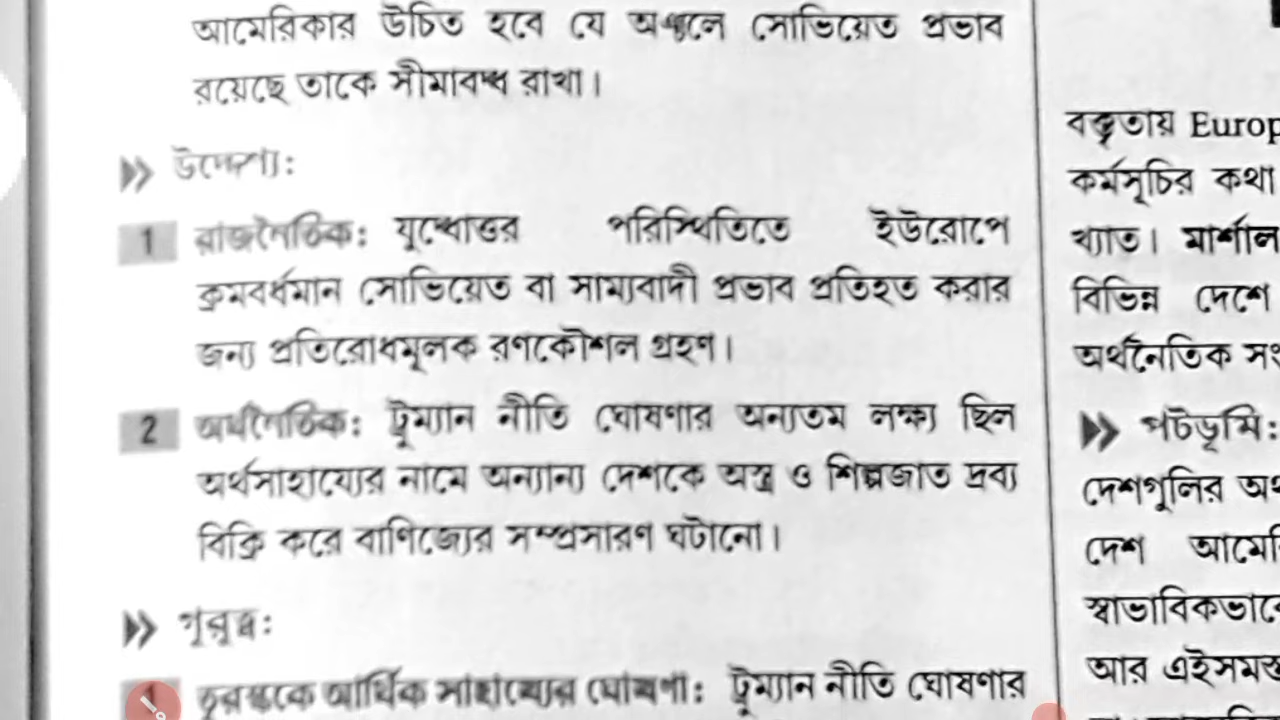 আমেরিকার উচিত হবে যে অঞ্চলে সোভিয়েত প্রভাব
রয়েছে তাকে সীমাবদ্ধ রাখা।
উদ্দেশ্য:
1 রাজনৈতিক: যুদ্ধোত্তর পরিস্থিতিতে ইউরোপে
ক্রমবর্ধমান সোভিয়েত বা সাম্যবাদী প্রভাব প্রতিহত করার
জন্য প্রতিরোধমূলক রণকৌশল গ্রহণ।
2 অর্থনৈতিক: ট্রুম্যান নীতি ঘোষণার অন্যতম লক্ষ্য ছিল
অর্থসাহায্যের নামে অন্যান্য দেশকে অস্ত্র ও শিল্পজাত দ্রব্য
বিক্রি করে বাণিজ্যের সম্প্রসারণ ঘটানো।
গুরুত্ব:
1 তুরস্ককে আর্থিক সাহায্যের ঘোষণা: ট্রুম্যান নীতি ঘোষণার
বক্তৃতায় Europ
কর্মসূচির কথা
খ্যাত। মার্শাল
বিভিন্ন দেশে
অর্থনৈতিক
পটভূমি:
দেশগুলির
দেশ
স্বাভাবিকভাবে
আর এইসমস্ত